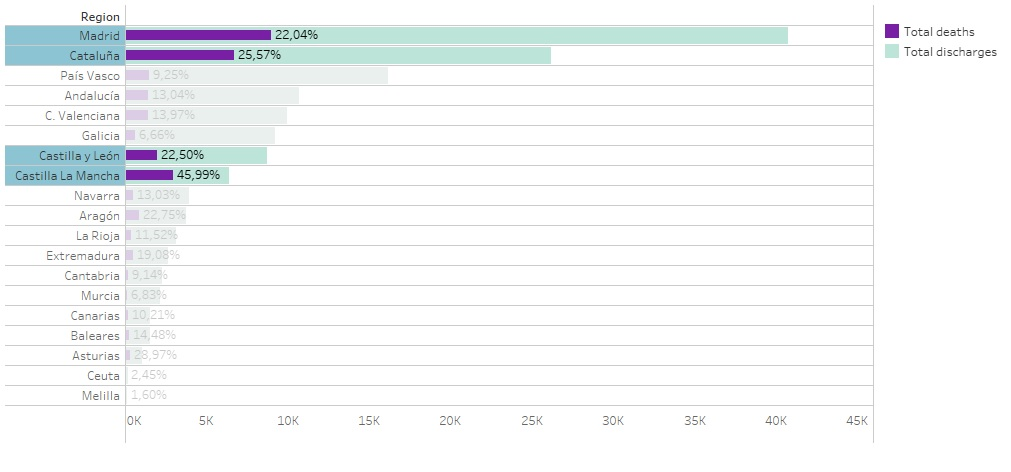 Region
Madrid 22,04%
Cataluña 25,57%
País Vasco 9,25%
Andalucía 13,04%
C. Valenciana 13,97%
Galicia 6,66%
Castilla y León 22,50%
Castilla La Mancha 45,99%
Navarra 13,03%
Aragón 22,75%
La Rioja 11,52%
Extremadura 19,08%
Cantabria 9,14%
Murcia 6,83%
Canarias 10,21%
Baleares 14,48%
Asturias 28,97%
Ceuta 2,45%
Melilla 1,60%
0K 5K 10K 15K 20K 25K 30K 35K 40K 45K
Total deaths
Total discharges